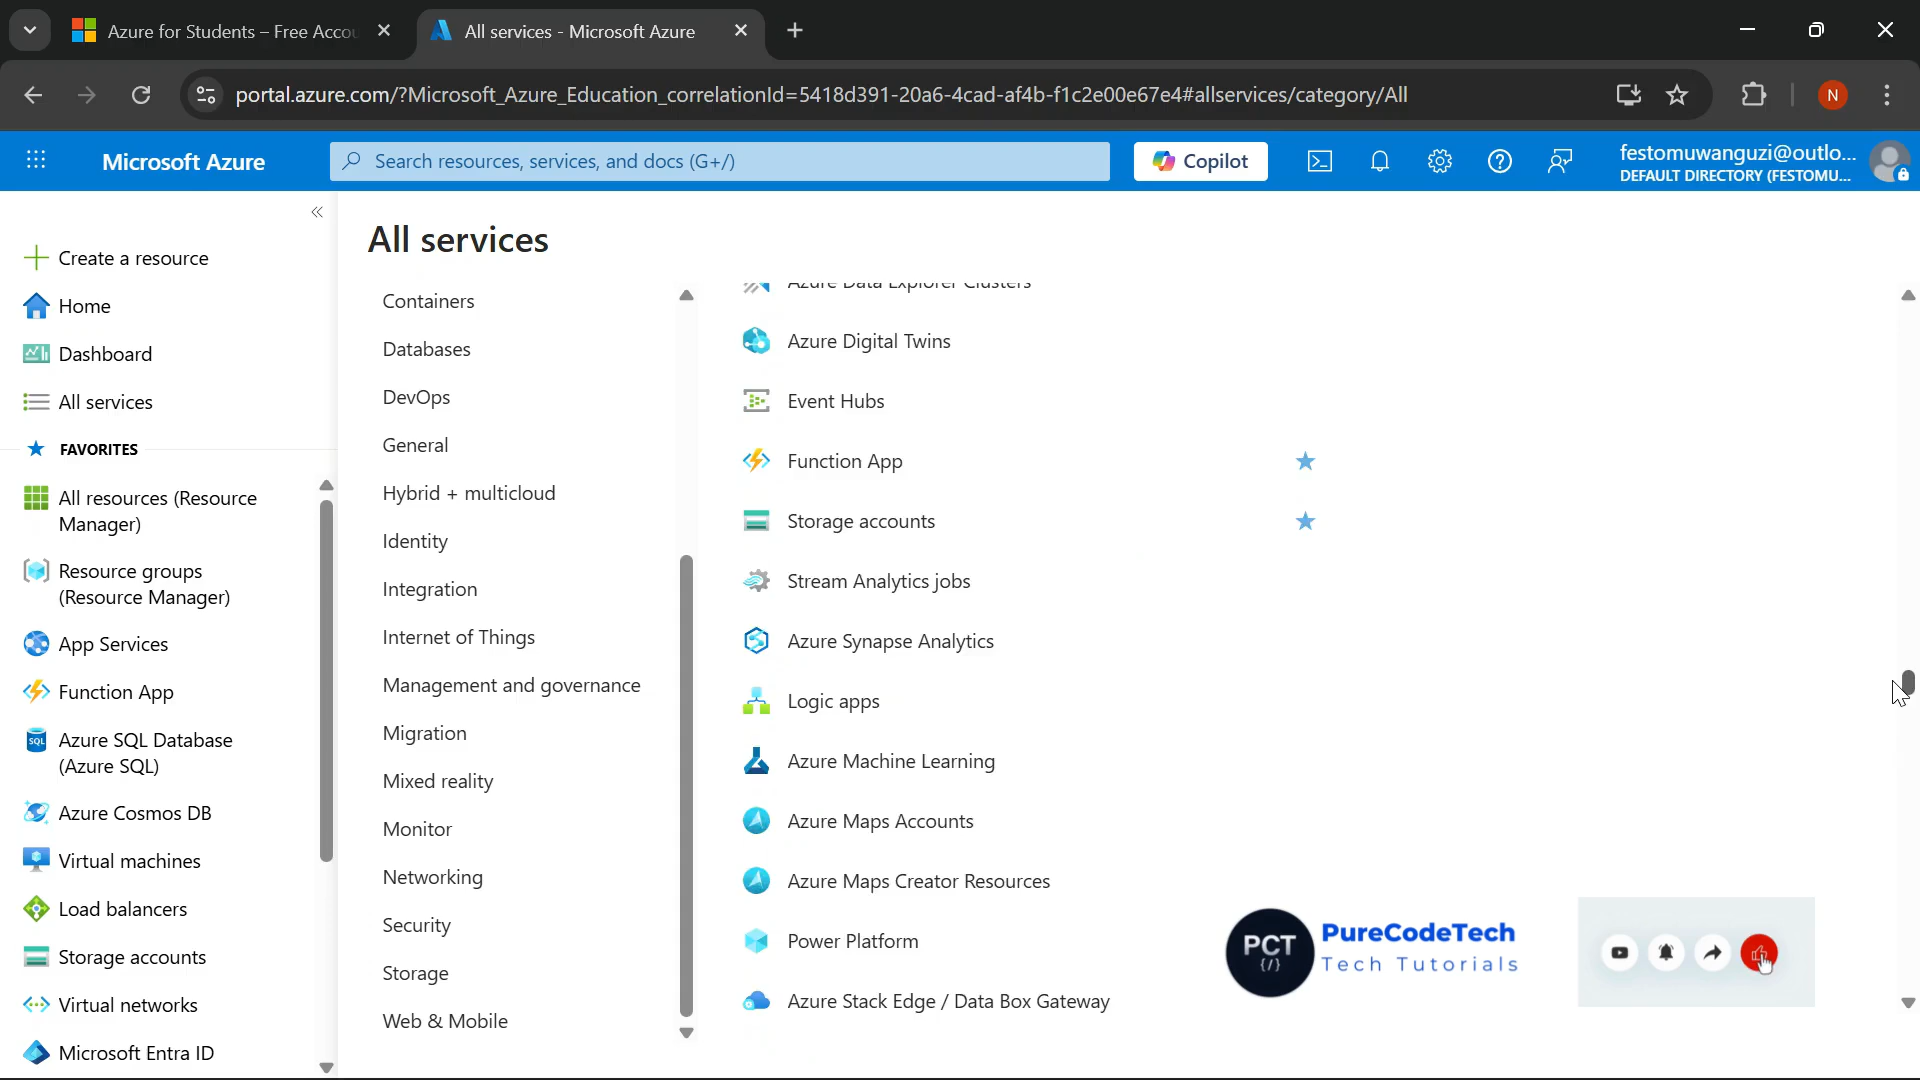 Azure for Students – Free Accou
All services - Microsoft Azure
portal.azure.com/?Microsoft_Azure_Education_correlationId=5418d391-20a6-4cad-af4b-f1c2e00e67e4#allservices/category/All
N
Microsoft Azure
Search resources, services, and docs (G+/)
Copilot
festomuwanguzi@outlo...
DEFAULT DIRECTORY (FESTOMU...
Create a resource
Home
Dashboard
All services
FAVORITES
All resources (Resource
Manager)
Resource groups
(Resource Manager)
App Services
Function App
SQL
Azure SQL Database
(Azure SQL)
Azure Cosmos DB
Virtual machines
Load balancers
Storage accounts
Virtual networks
Microsoft Entra ID
All services
Containers
Databases
DevOps
General
Hybrid + multicloud
Identity
Integration
Internet of Things
Management and governance
Migration
Mixed reality
Monitor
Networking
Security
Storage
Web & Mobile
Azure Data Explorer Clusters
Azure Digital Twins
Event Hubs
Function App
Storage accounts
Stream Analytics jobs
Azure Synapse Analytics
Logic apps
Azure Machine Learning
Azure Maps Accounts
Azure Maps Creator Resources
Power Platform
Azure Stack Edge / Data Box Gateway
PCT
{/}
PureCodeTech
Tech Tutorials